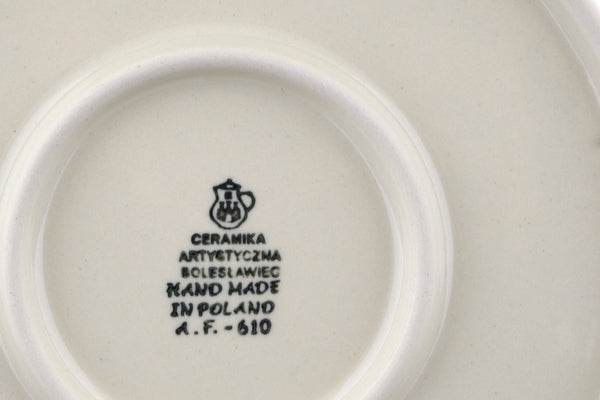 CERAMIKA
ARTYSTYCZNA
BOLESŁAWIEC
HAND MADE
IN POLAND
A.F. - 610